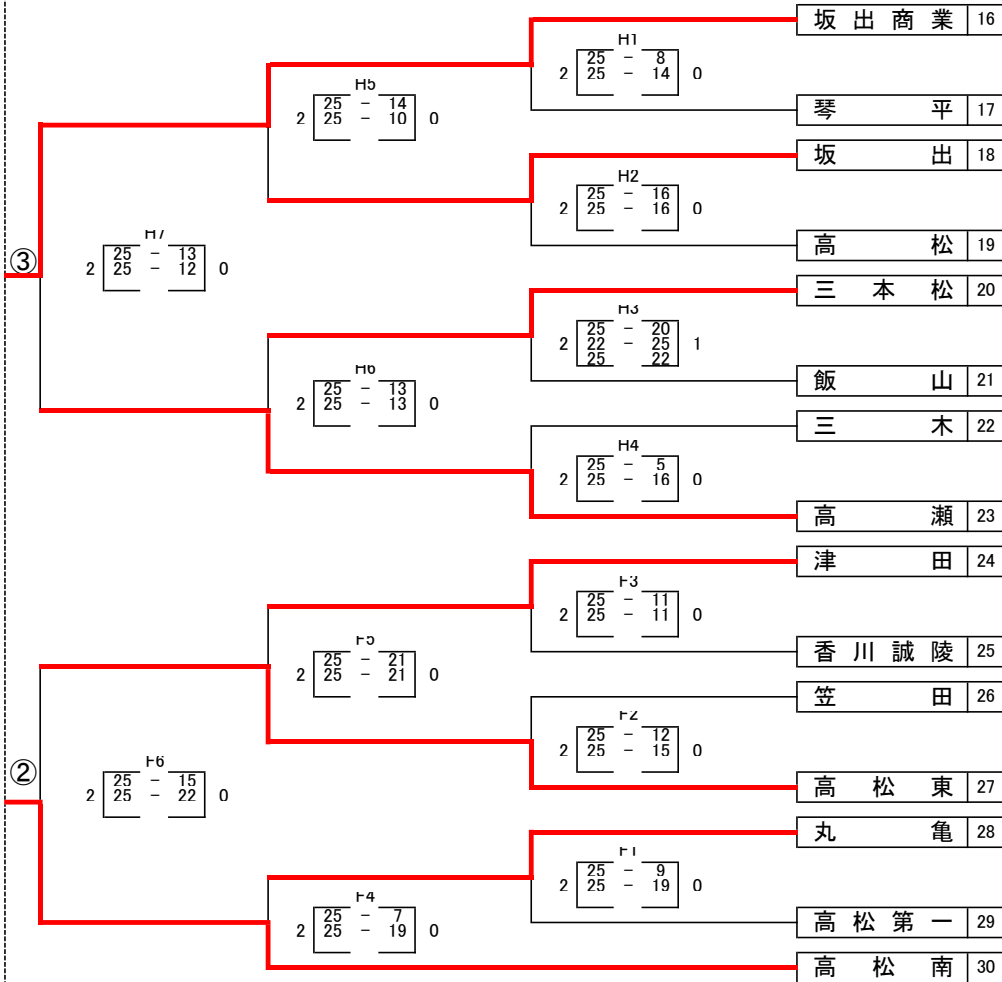 坂出商業 16
H1
25 - 8
2 25 - 14 0
H5
25 - 14
2 25 - 10 0
琴平 17
坂出 18
H2
25 - 16
2 25 - 16 0
高松 19
H7
25 - 13
③ 2 25 - 12 0
三本松 20
H3
25 - 20
2 22 - 25 1
25 22
H6
25 - 13
2 25 - 13 0
飯山 21
三木 22
H4
25 - 5
2 25 - 16 0
高瀬 23
津田 24
F3
25 - 11
2 25 - 11 0
F5
25 - 21
2 25 - 21 0
香川誠陵 25
笠田 26
F2
25 - 12
2 25 - 15 0
② F6
25 - 15
2 25 - 22 0
高松東 27
丸亀 28
F1
25 - 9
2 25 - 19 0
F4
25 - 7
2 25 - 19 0
高松第一 29
高松南 30